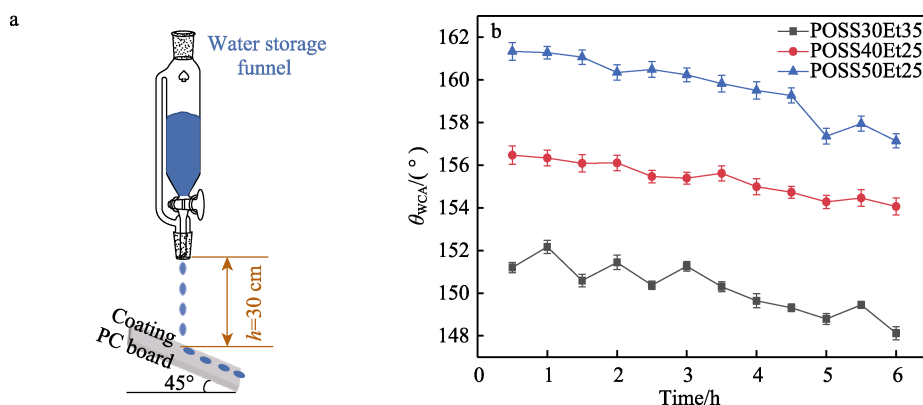 a
Water storage
funnel
h=30 cm
Coating
PC board
45°
b
POSS30Et35
POSS40Et25
POSS50Et25
162
160
158
156
154
152
150
148
θWCA/(°)
0 1 2 3 4 5 6
Time/h